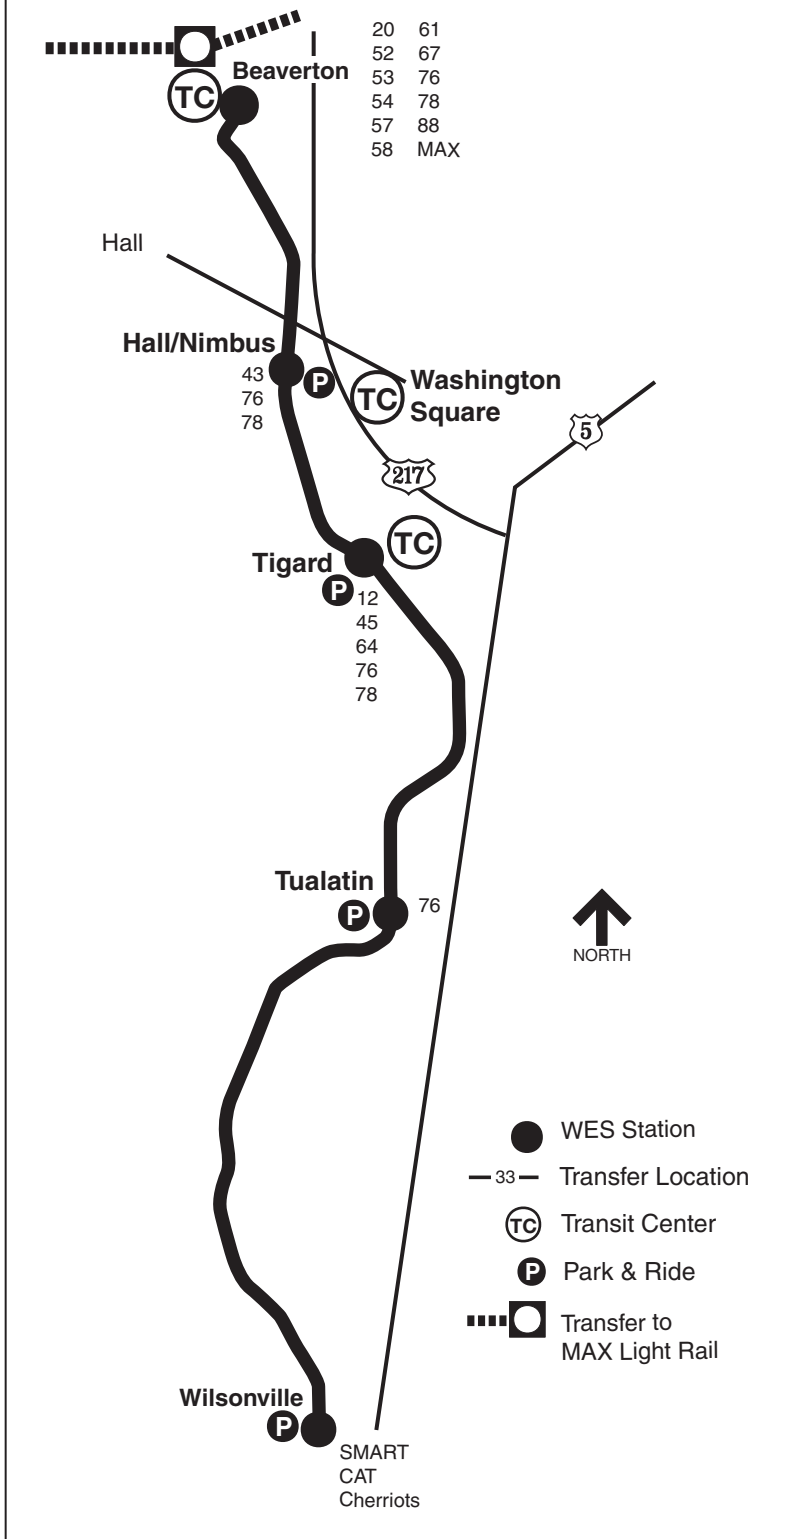 20 61
52 67
53 76
54 78
57 88
58 MAX
Beaverton
TC
Hall
Hall/Nimbus
43
76
78
P
TC
Washington
Square
5
217
TC
Tigard
P
12
45
64
76
78
Tualatin
P
76
NORTH
WES Station
33 Transfer Location
TC Transit Center
P Park & Ride
Transfer to
MAX Light Rail
Wilsonville
P
SMART
CAT
Cherriots